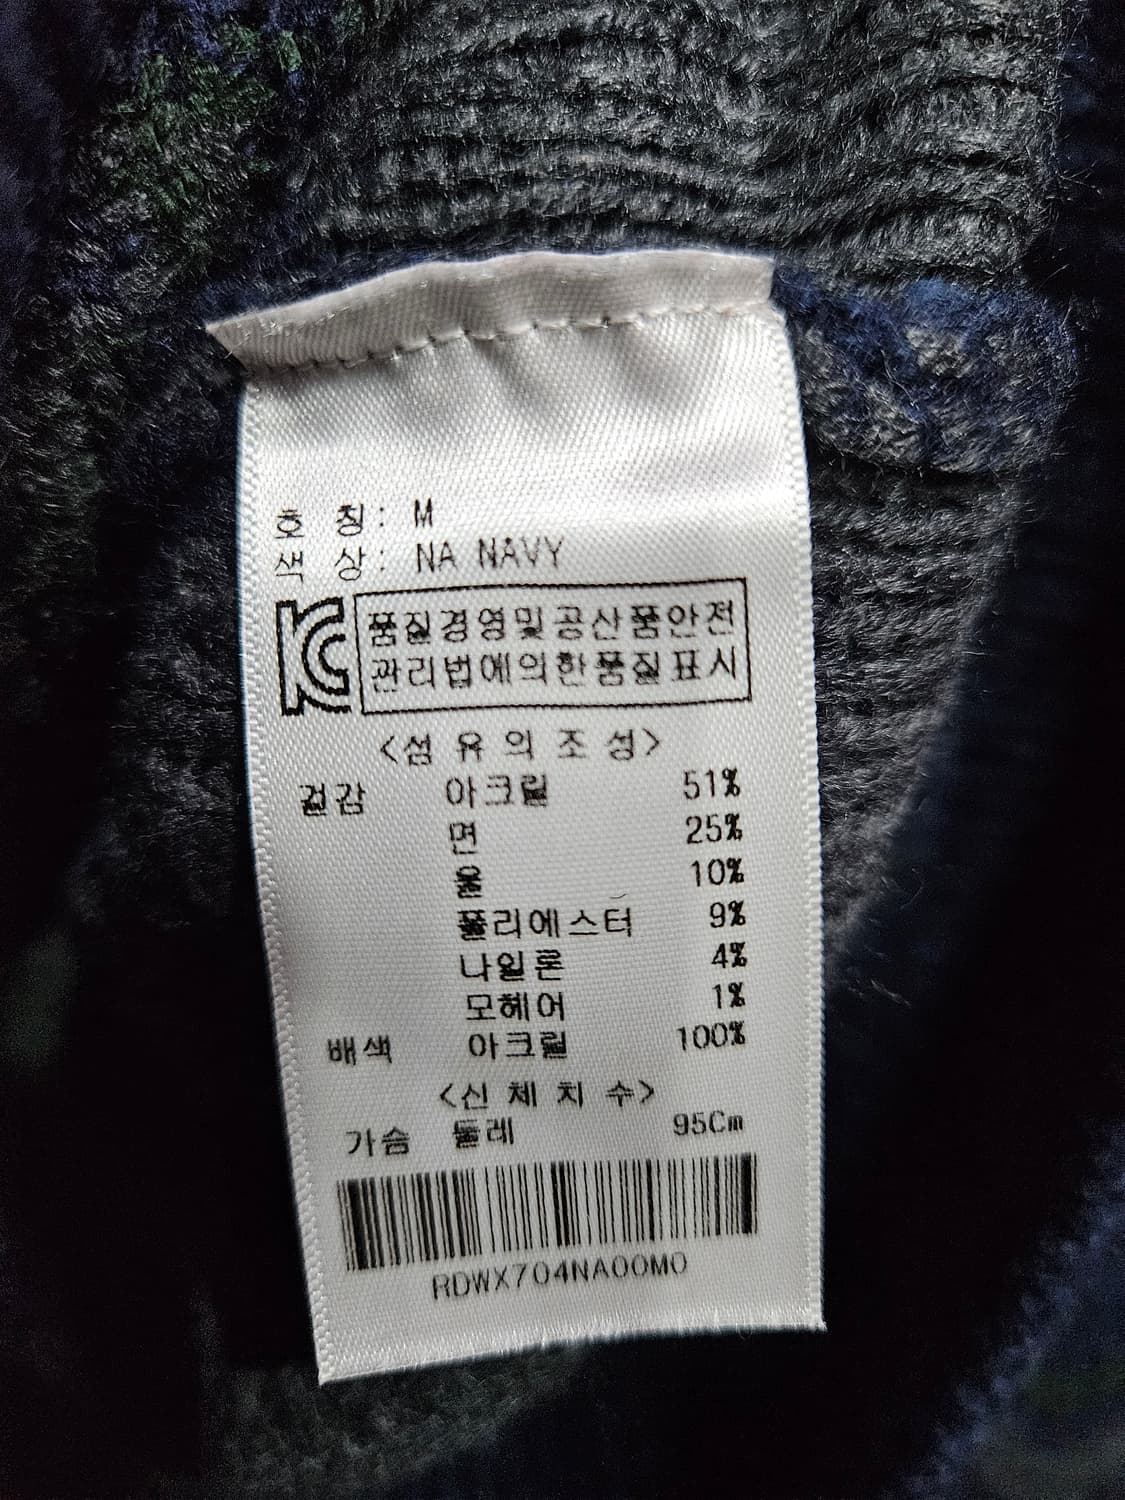 호 칭: M
색 상: NA NAVY
품질경영및공산품안전
관리법에의한품질표시
<섬 유 의 조 성>
겉감 아크릴 51%
면 25%
울 10%
폴리에스터 9%
나일론 4%
모헤어 1%
배색 아크릴 100%
<신 체 치 수>
가슴 둘레 95Cm
RDWX704NA00M0